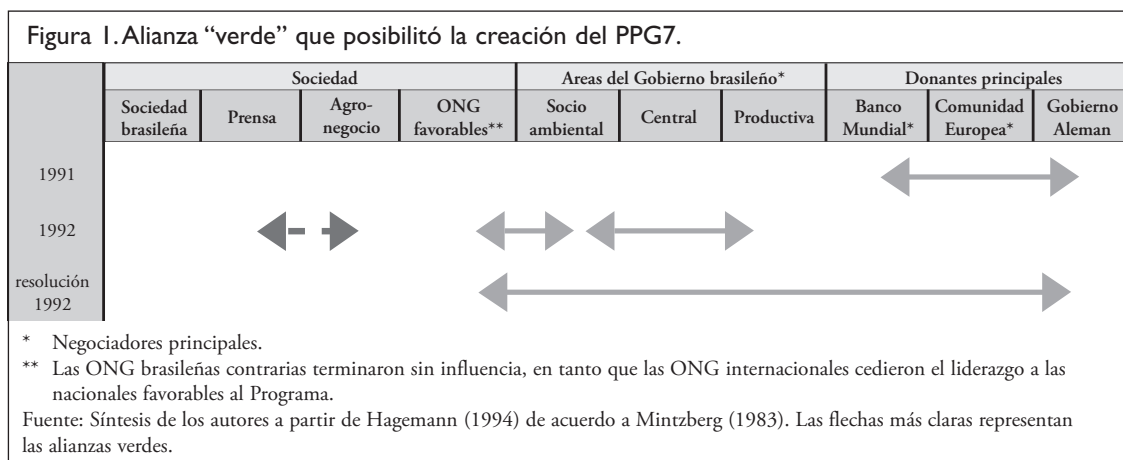 Figura 1. Alianza “verde” que posibilitó la creación del PPG7.
Sociedad Areas del Gobierno brasileño* Donantes principales
Sociedad brasileña Prensa Agro-negocio ONG favorables** Socio ambiental Central Productiva Banco Mundial* Comunidad Europea* Gobierno Aleman
1991
1992
resolución
1992
* Negociadores principales.
** Las ONG brasileñas contrarias terminaron sin influencia, en tanto que las ONG internacionales cedieron el liderazgo a las
nacionales favorables al Programa.
Fuente: Síntesis de los autores a partir de Hagemann (1994) de acuerdo a Mintzberg (1983). Las flechas más claras representan
las alianzas verdes.